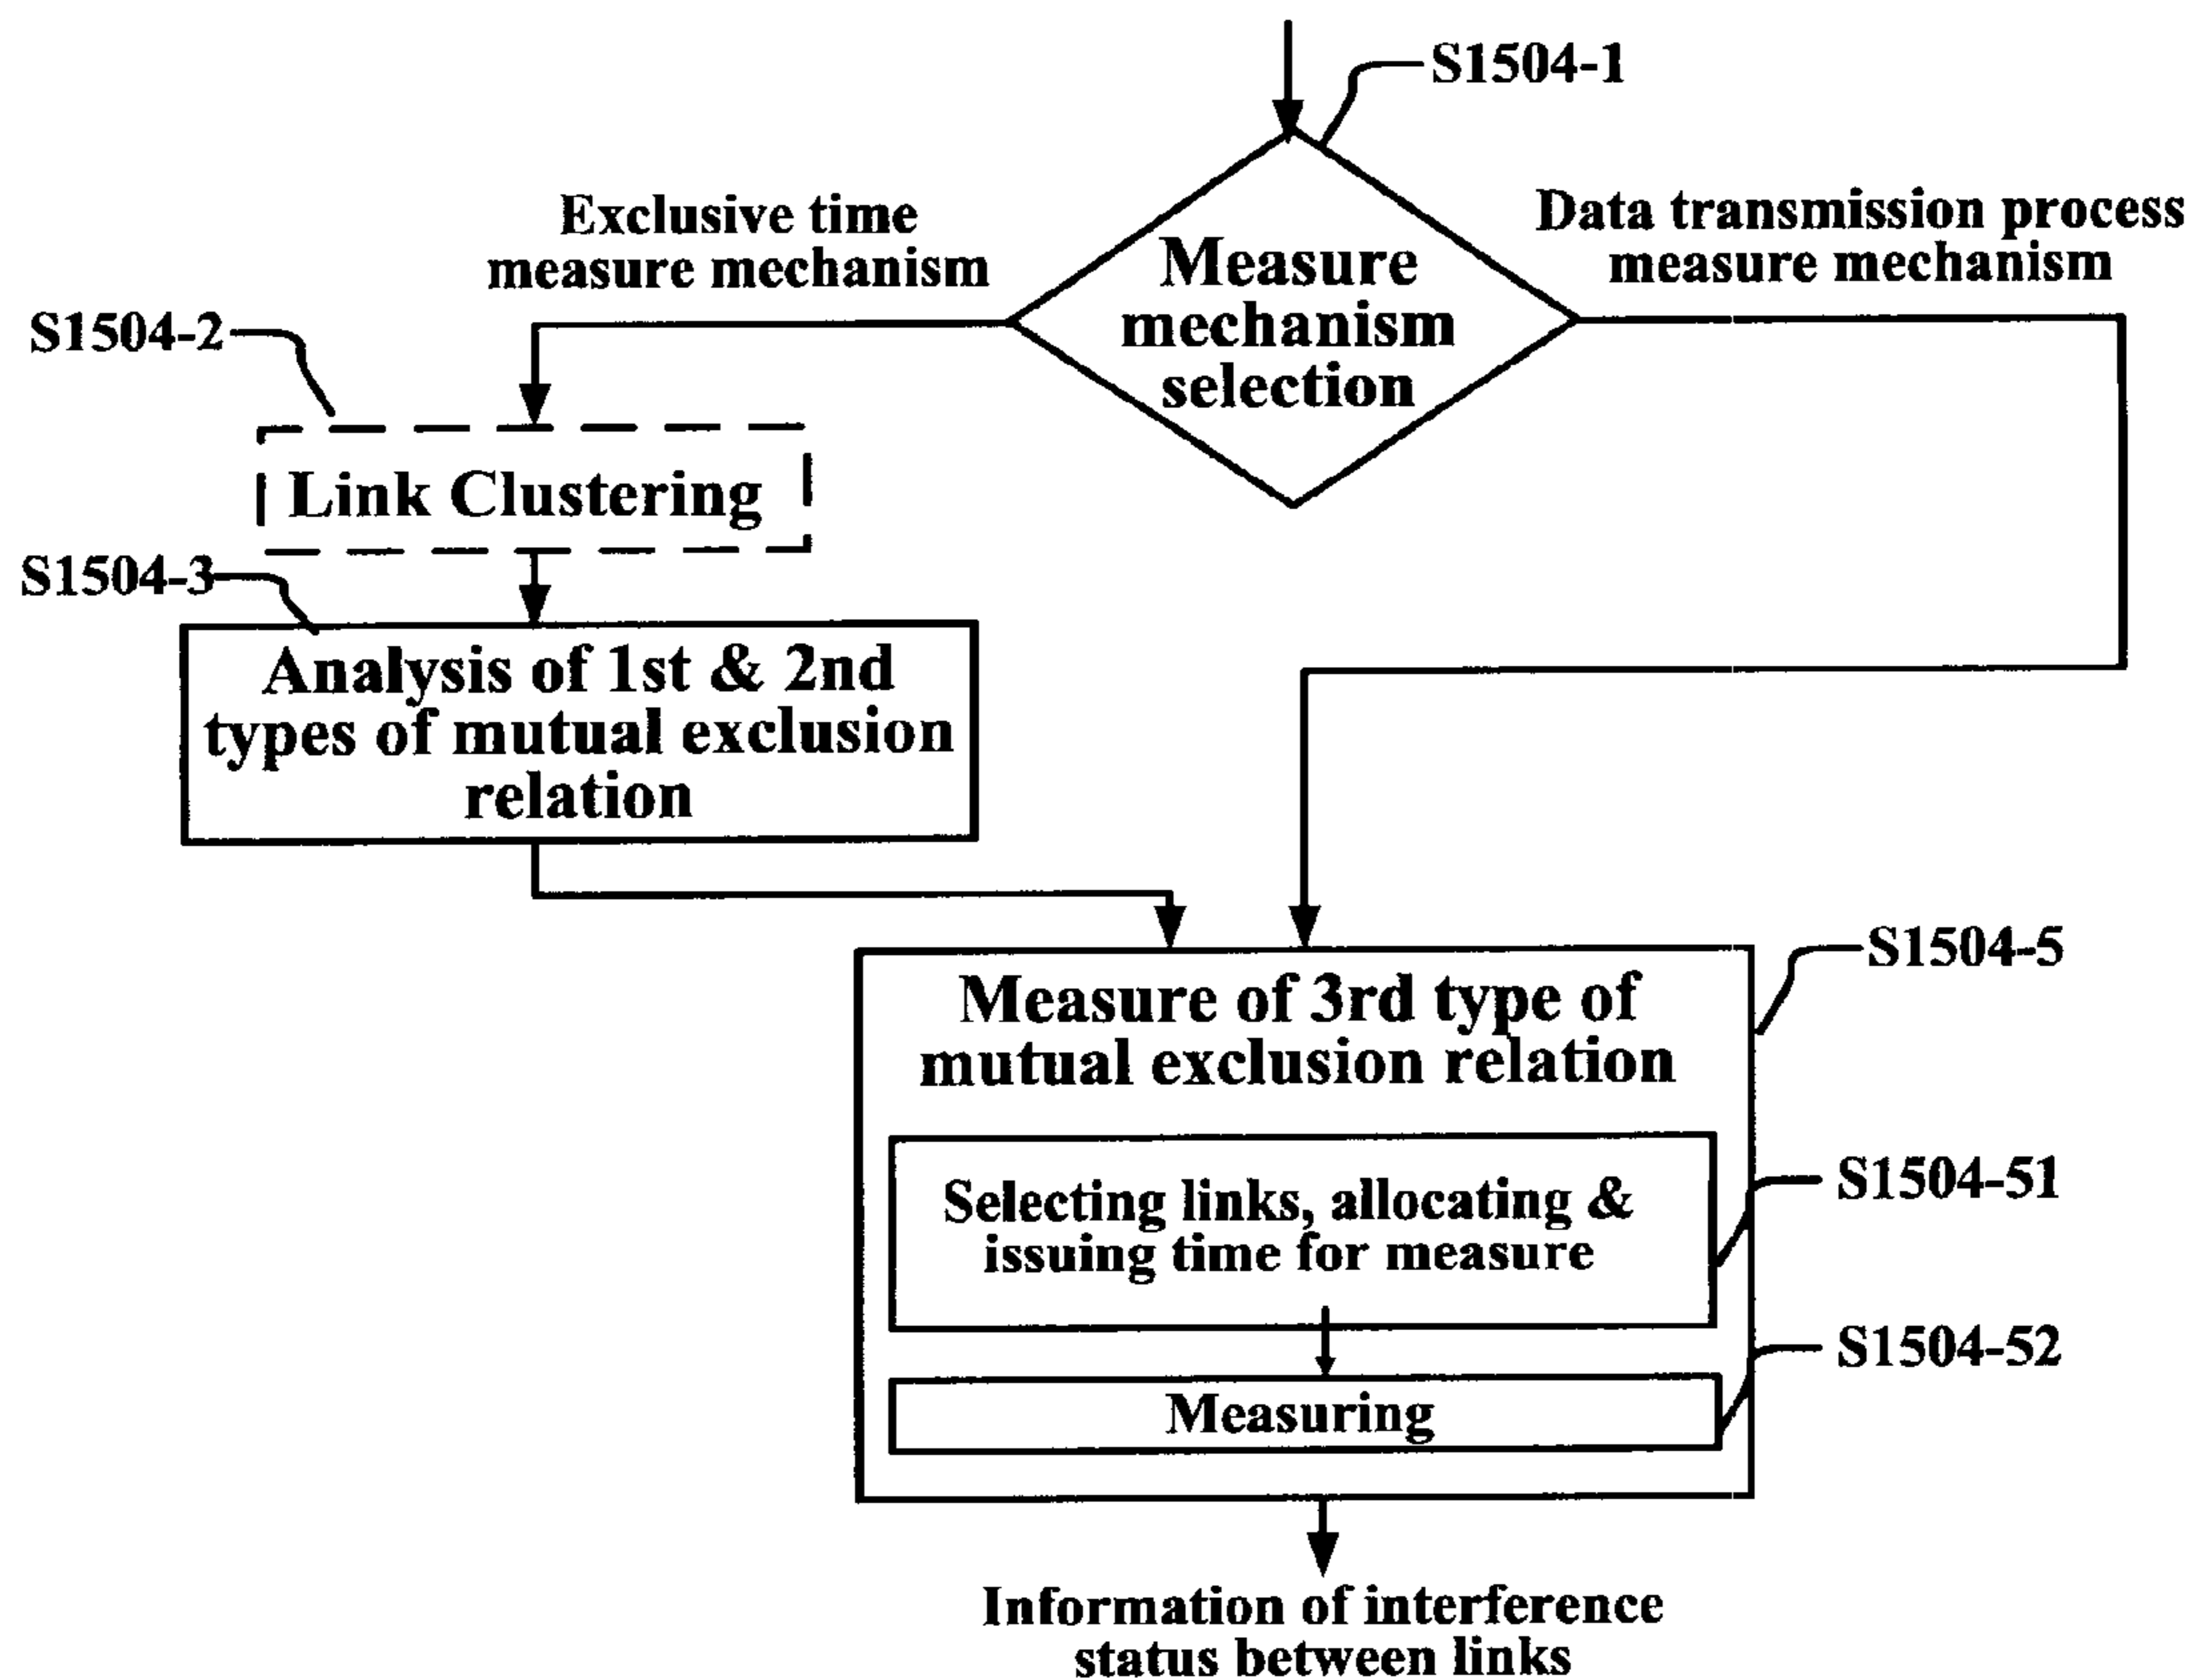 S1504-1
Exclusive time
measure mechanism
Data transmission process
measure mechanism
Measure
mechanism
selection
S1504-2
Link Clustering
S1504-3
Analysis of 1st & 2nd
types of mutual exclusion
relation
S1504-5
Measure of 3rd type of
mutual exclusion relation
S1504-51
Selecting links, allocating &
issuing time for measure
S1504-52
Measuring
Information of interference
status between links